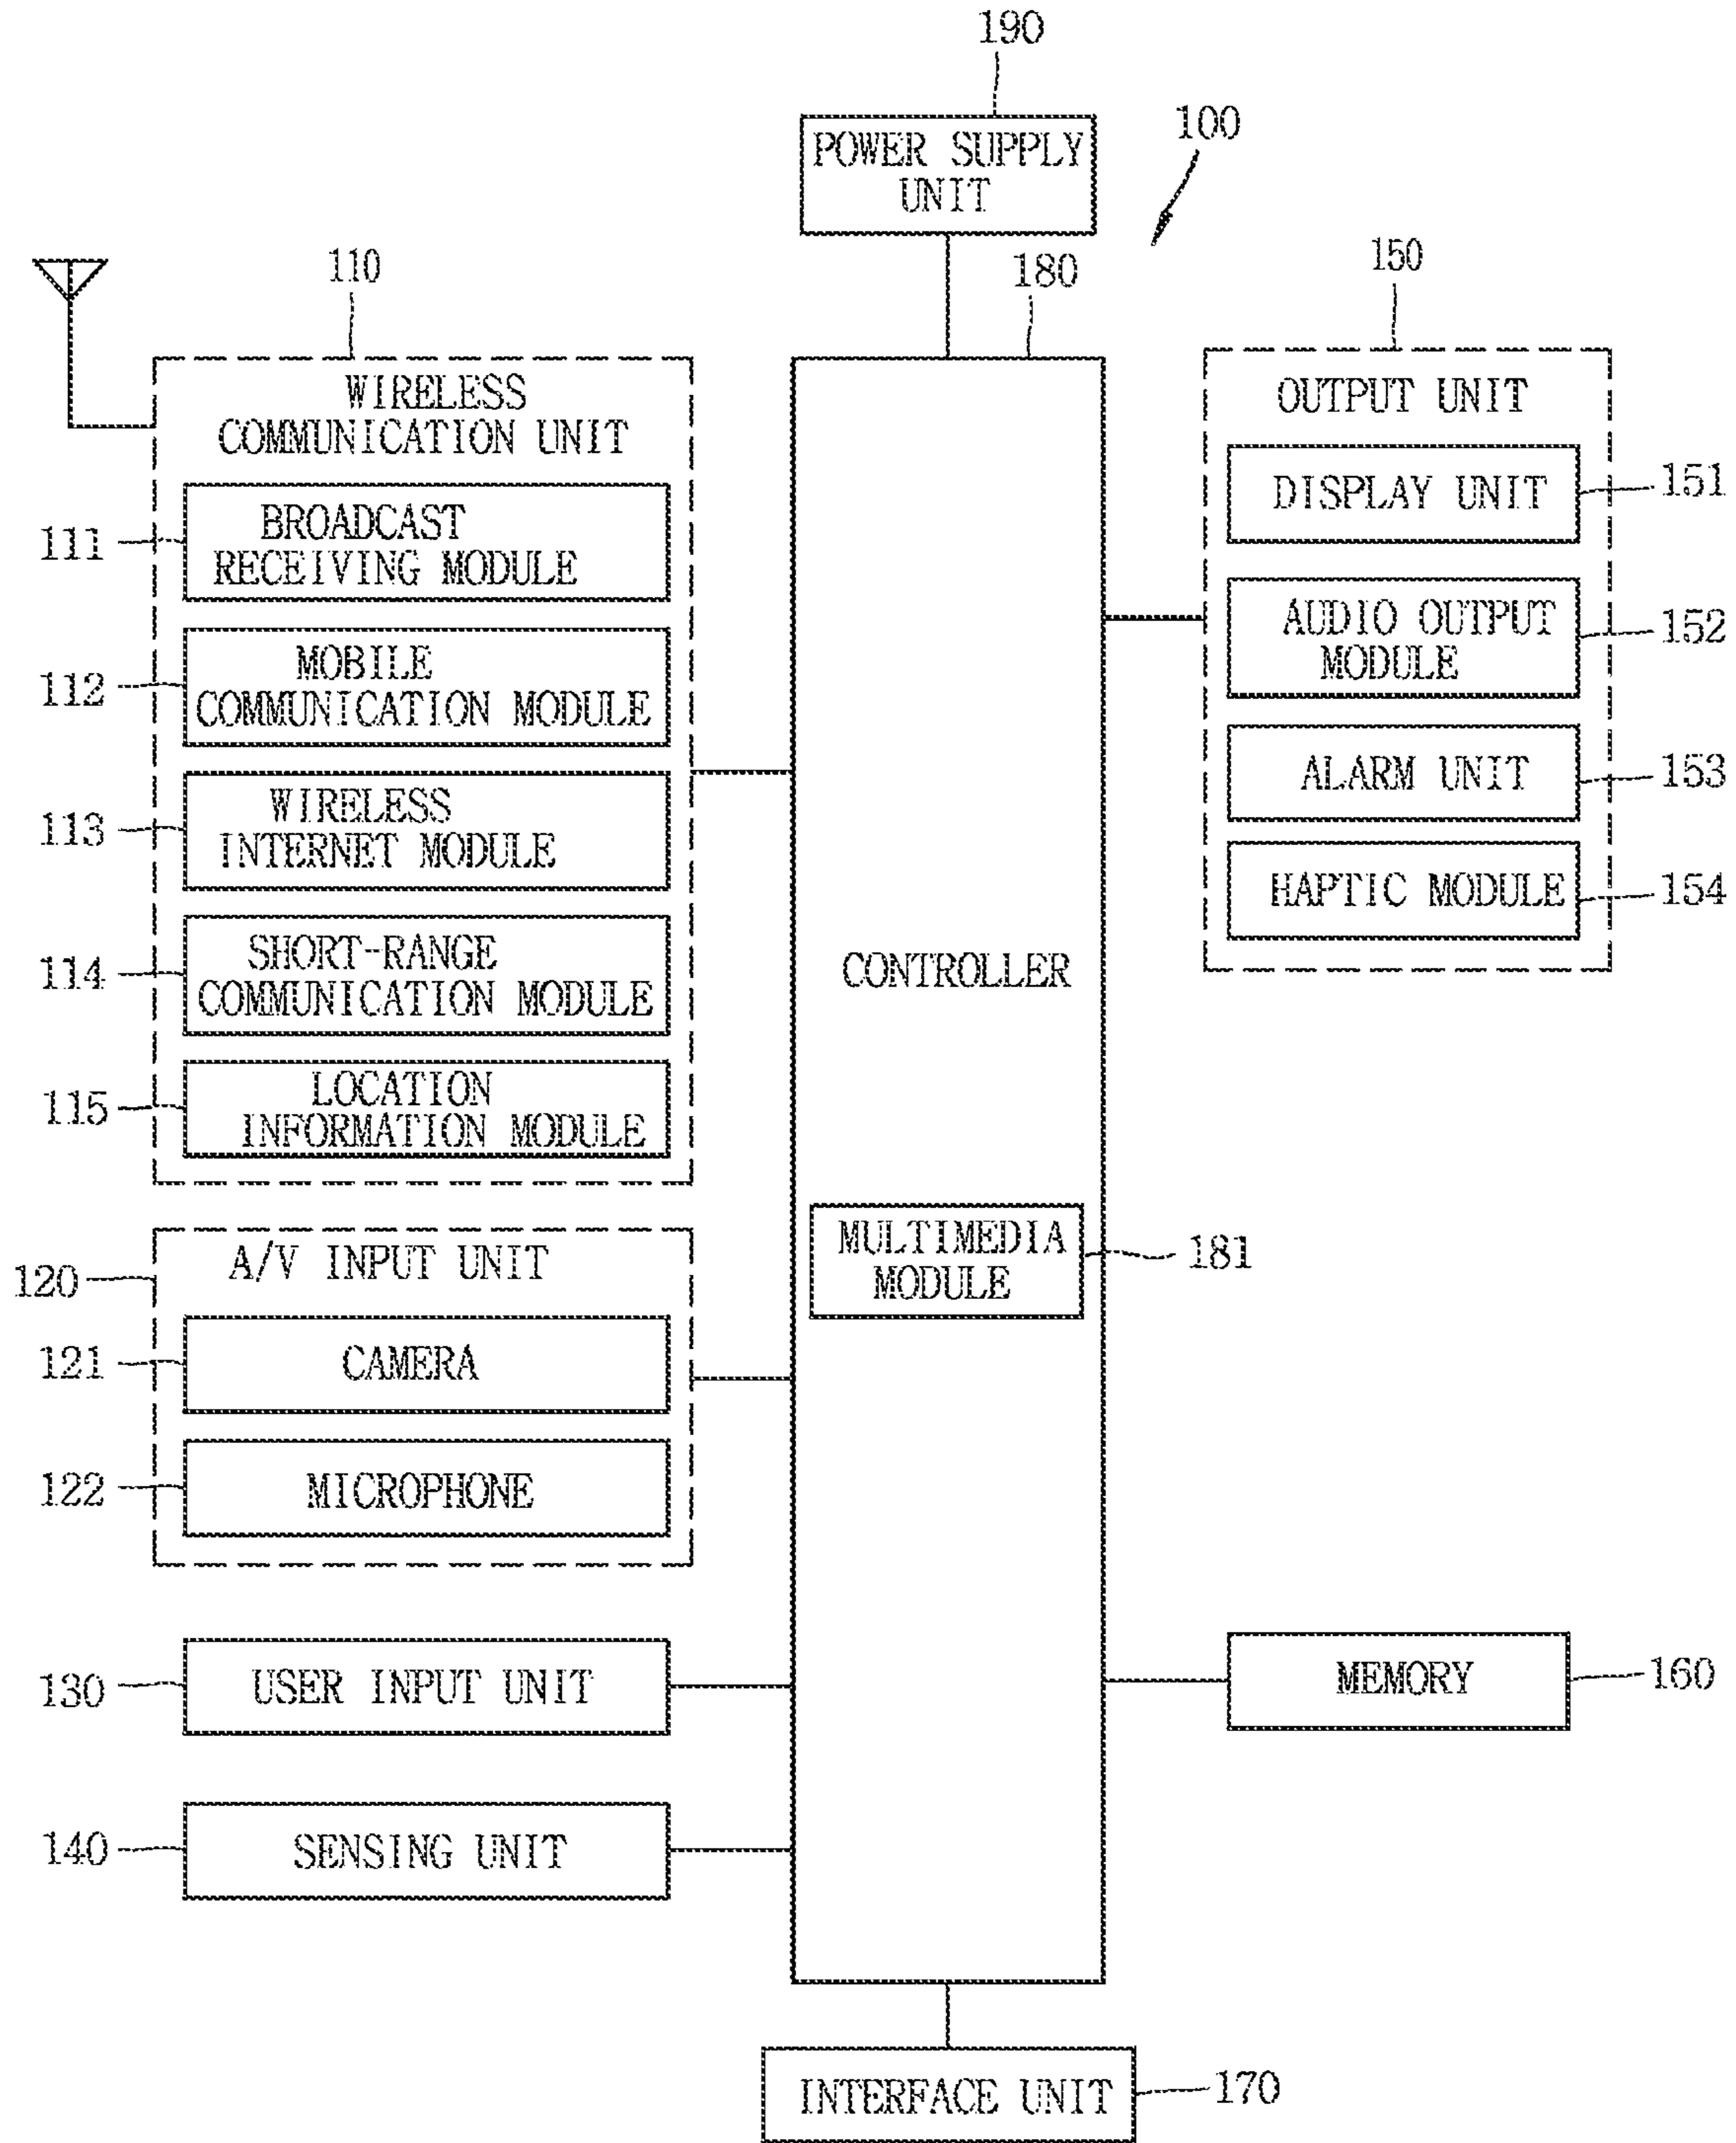 190
POWER SUPPLY
UNIT
100
110
180
150
WIRELESS
COMMUNICATION UNIT
111
BROADCAST
RECEIVING MODULE
112
MOBILE
COMMUNICATION MODULE
113
WIRELESS
INTERNET MODULE
114
SHORT-RANGE
COMMUNICATION MODULE
115
LOCATION
INFORMATION MODULE
120
A/V INPUT UNIT
121
CAMERA
122
MICROPHONE
130
USER INPUT UNIT
140
SENSING UNIT
CONTROLLER
MULTIMEDIA
MODULE
181
OUTPUT UNIT
DISPLAY UNIT
151
AUDIO OUTPUT
MODULE
152
ALARM UNIT
153
HAPTIC MODULE
154
MEMORY
160
INTERFACE UNIT
170